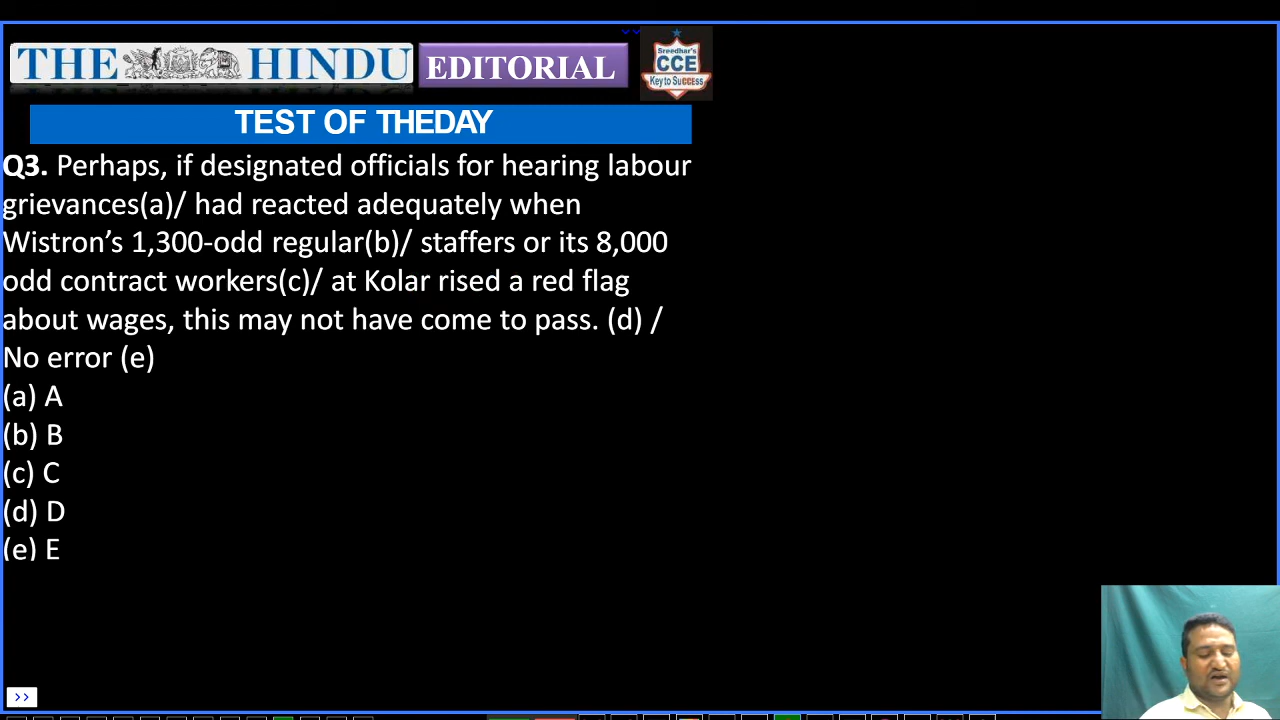 THE HINDU EDITORIAL
Sreedhar's
CCE
Key to Success
TEST OF THEDAY
Q3. Perhaps, if designated officials for hearing labour
grievances(a)/ had reacted adequately when
Wistron’s 1,300-odd regular(b)/ staffers or its 8,000
odd contract workers(c)/ at Kolar rised a red flag
about wages, this may not have come to pass. (d) /
No error (e)
(a) A
(b) B
(c) C
(d) D
(e) E
>>